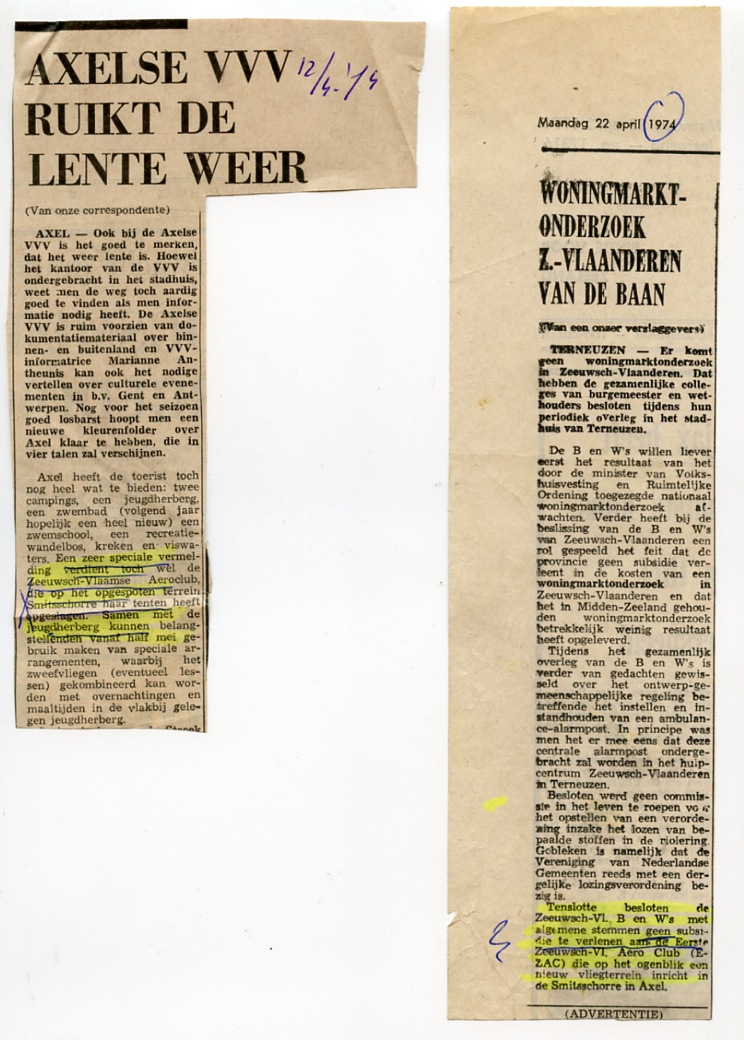 AXELSE VVV
RUIKT DE
LENTE WEER
(Van onze correspondente)
AXEL — Ook bij de Axelse
VVV is het goed te merken,
dat het weer lente is. Hoewel
het kantoor van de VVV is
ondergebracht in het stadhuis,
weet men de weg toch aardig
goed te vinden als men infor-
matie nodig heeft. De Axelse
VVV is ruim voorzien van do-
kumentatiemateriaal over bin-
nen- en buitenland en VVV-
informatrice Marianne An-
theunis kan ook het nodige
vertellen over culturele evene-
menten in b.v. Gent en Ant-
werpen. Nog voor het seizoen
goed losbarst hoopt men een
nieuwe kleurenfolder over
Axel klaar te hebben, die in
vier talen zal verschijnen.
Axel heeft de toerist toch
nog heel wat te bieden: twee
campings, een jeugdherberg,
een zwembad (volgend jaar
hopelijk een heel nieuw) een
zwemschool, een recreatie-
wandelbos, kreken en viswa-
ters. Een zeer speciale vermel-
ding verdient toch wel de
Zeeuwsch-Vlaamse Aeroclub,
die op het opgespoten terrein
Smitsschorre haar tenten heeft
opgeslagen. Samen met de
jeugdherberg kunnen belang-
stellenden vanaf half mei ge-
bruik maken van speciale ar-
rangementen, waarbij het
zweefvliegen (eventueel les-
sen) gekombineerd kan wor-
den met overnachtingen en
maaltijden in de vlakbij gele-
gen jeugdherberg.
Maandag 22 april 1974
WONINGMARKT-
ONDERZOEK
Z.-VLAANDEREN
VAN DE BAAN
(Van een onzer verslaggevers)
TERNEUZEN — Er komt
geen woningmarktonderzoek
in Zeeuwsch-Vlaanderen. Dat
hebben de gezamenlijke colle-
ges van burgemeester en wet-
houders besloten tijdens hun
periodiek overleg in het stad-
huis van Terneuzen.
De B en W's willen liever
eerst het resultaat van het
door de minister van Volks-
huisvesting en Ruimtelijke
Ordening toegezegde nationaal
woningmarktonderzoek af-
wachten. Verder heeft bij de
beslissing van de B en W's
van Zeeuwsch-Vlaanderen een
rol gespeeld het feit dat de
provincie geen subsidie ver-
leent in de kosten van een
woningmarktonderzoek in
Zeeuwsch-Vlaanderen en dat
het in Midden-Zeeland gehou-
den woningmarktonderzoek
betrekkelijk weinig resultaat
heeft opgeleverd.
Tijdens het gezamenlijk
overleg van de B en W's is
verder van gedachten gewis-
seld over het ontwerp-ge-
meenschappelijke regeling be-
treffende het instellen en in-
standhouden van een ambulan-
ce-alarmpost. In principe was
men het er mee eens dat deze
centrale alarmpost onderge-
bracht zal worden in het hulp-
centrum Zeeuwsch-Vlaanderen
in Terneuzen.
Besloten werd geen commis-
sie in het leven te roepen voor
het opstellen van een verorde-
ning inzake het lozen van be-
paalde stoffen in de riolering.
Gebleken is namelijk dat de
Vereniging van Nederlandse
Gemeenten reeds met een der-
gelijke lozingsverordening be-
zig is.
Tenslotte besloten de
Zeeuwsch-Vl. B en W's met
algemene stemmen geen subsi-
die te verlenen aan de Eerste
Zeeuwsch-Vl. Aero Club (E-
ZAC) die op het ogenblik een
nieuw vliegterrein inricht in
de Smitsschorre in Axel.
(ADVERTENTIE)